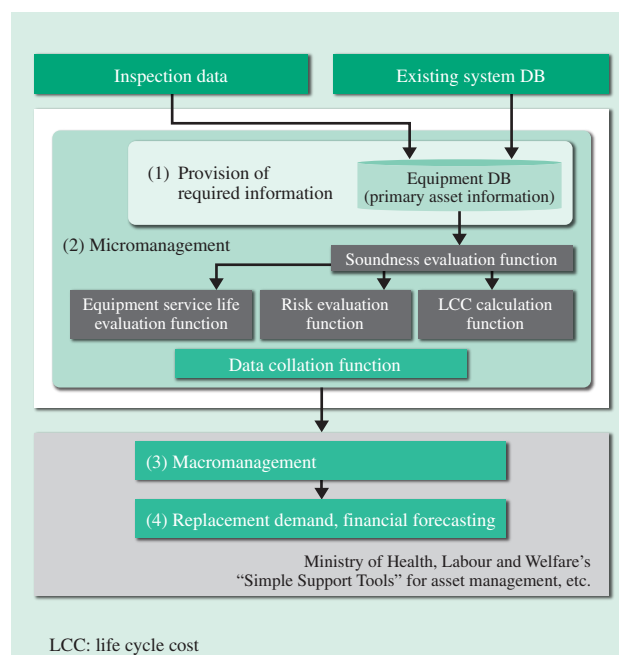 Inspection data
Existing system DB
(1) Provision of
required information
Equipment DB
(primary asset information)
(2) Micromanagement
Soundness evaluation function
Equipment service life
evaluation function
Risk evaluation
function
LCC calculation
function
Data collation function
(3) Macromanagement
(4) Replacement demand, financial forecasting
Ministry of Health, Labour and Welfare’s
“Simple Support Tools” for asset management, etc.
LCC: life cycle cost